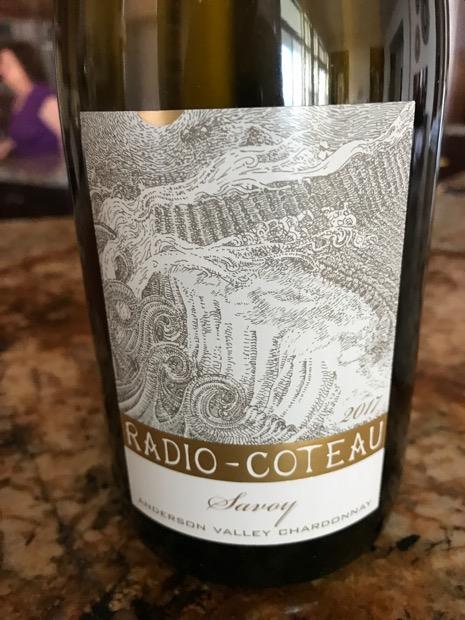 2017
RADIO-COTEAU
Savoy
ANDERSON VALLEY CHARDONNAY